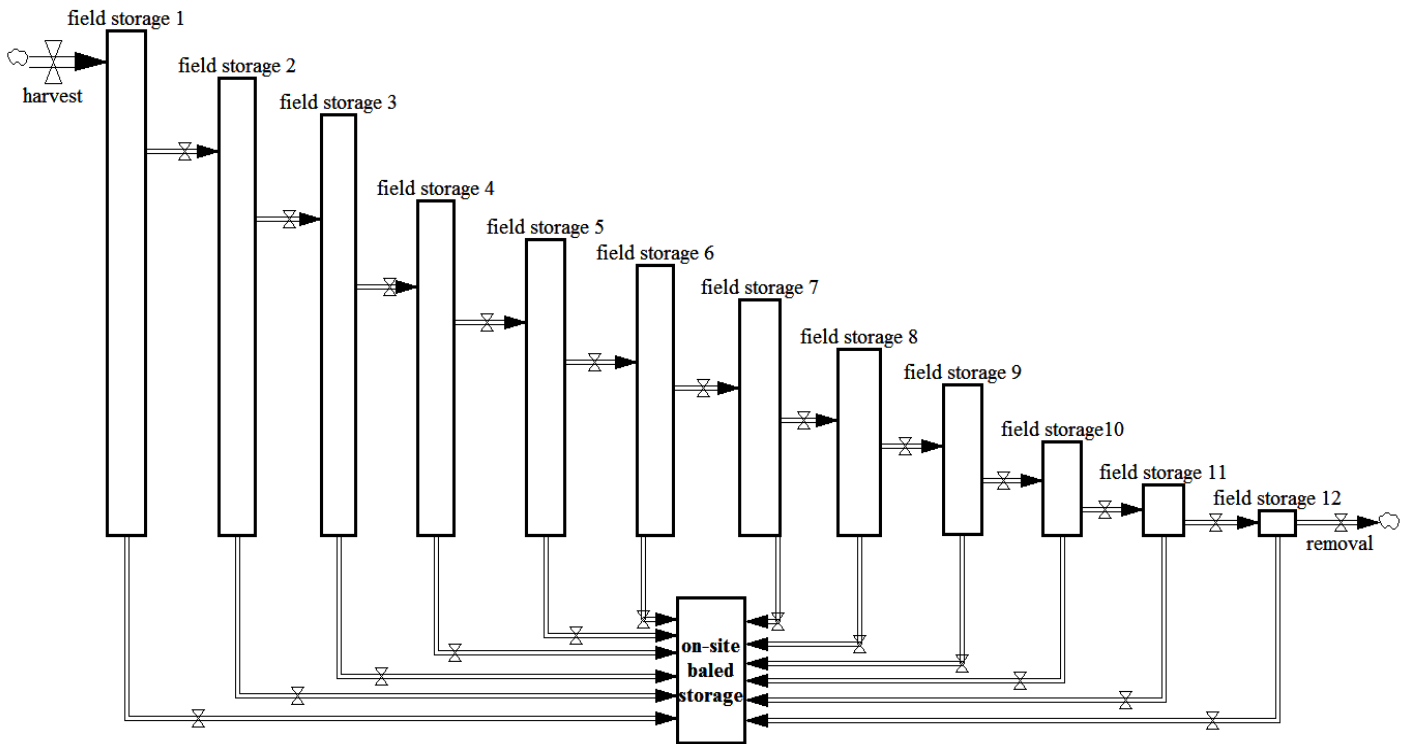 field storage 1
harvest
field storage 2
field storage 3
field storage 4
field storage 5
field storage 6
field storage 7
field storage 8
field storage 9
field storage10
field storage 11
field storage 12
removal
on-site
baled
storage